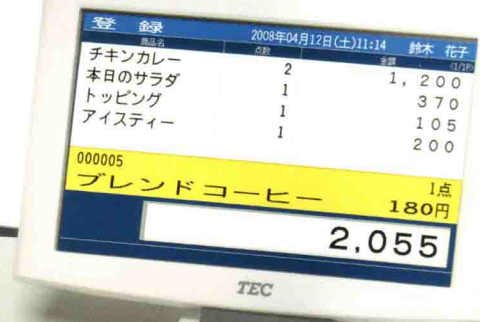 登 録 2008年04月12日(土)11:14 鈴木 花子
商品名 点数 金額 <1/1P>
チキンカレー 2 1,200
本日のサラダ 1 370
トッピング 1 105
アイスティー 1 200
000005
ブレンドコーヒー 1点 180円
2,055
TEC